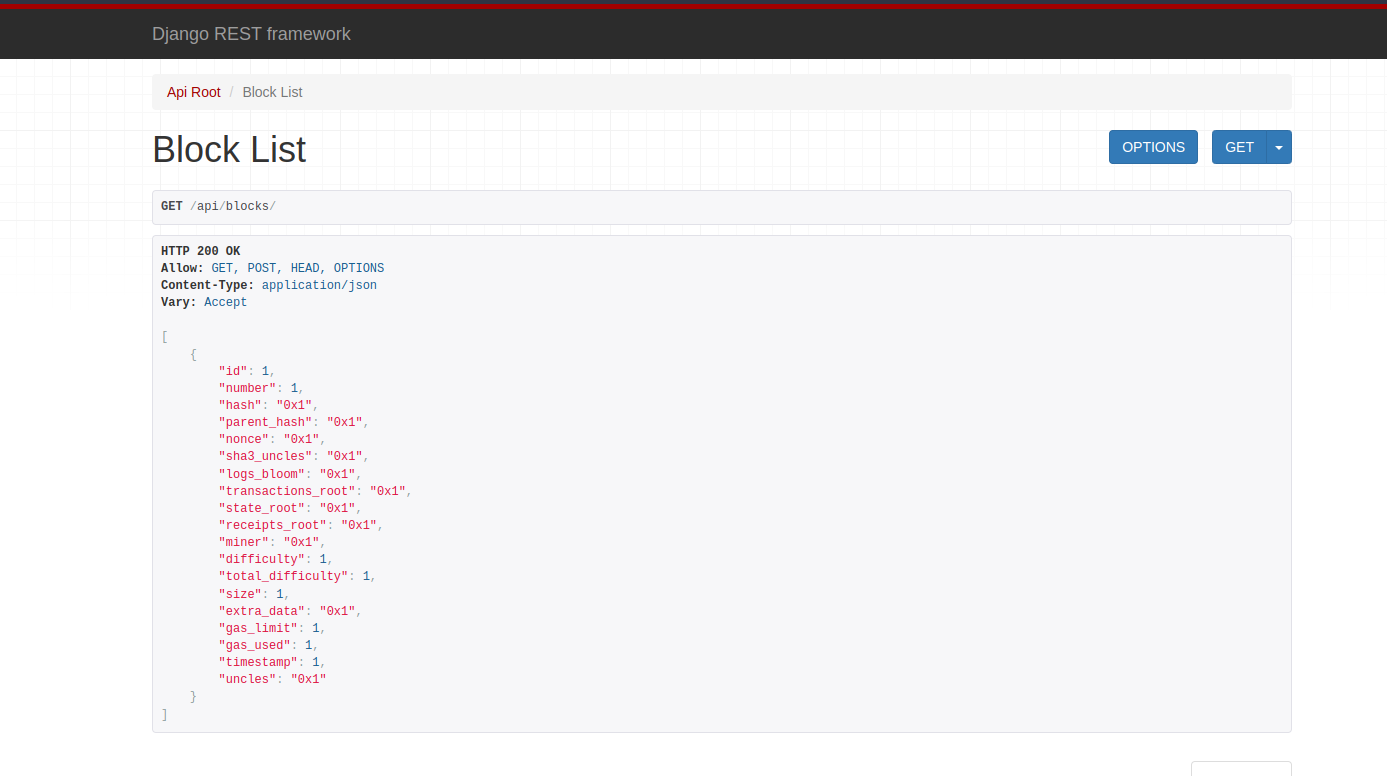 Django REST framework
Api Root / Block List
Block List
OPTIONS
GET
GET /api/blocks/
HTTP 200 OK
Allow: GET, POST, HEAD, OPTIONS
Content-Type: application/json
Vary: Accept
[
    {
        "id": 1,
        "number": 1,
        "hash": "0x1",
        "parent_hash": "0x1",
        "nonce": "0x1",
        "sha3_uncles": "0x1",
        "logs_bloom": "0x1",
        "transactions_root": "0x1",
        "state_root": "0x1",
        "receipts_root": "0x1",
        "miner": "0x1",
        "difficulty": 1,
        "total_difficulty": 1,
        "size": 1,
        "extra_data": "0x1",
        "gas_limit": 1,
        "gas_used": 1,
        "timestamp": 1,
        "uncles": "0x1"
    }
]